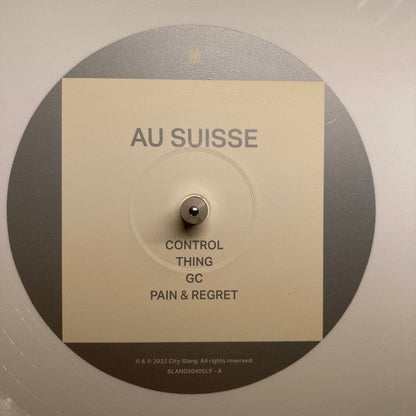 AU SUISSE
CONTROL
THING
GC
PAIN & REGRET
© & ℗ 2022 City Slang. All rights reserved.
SLANG50405LP - A